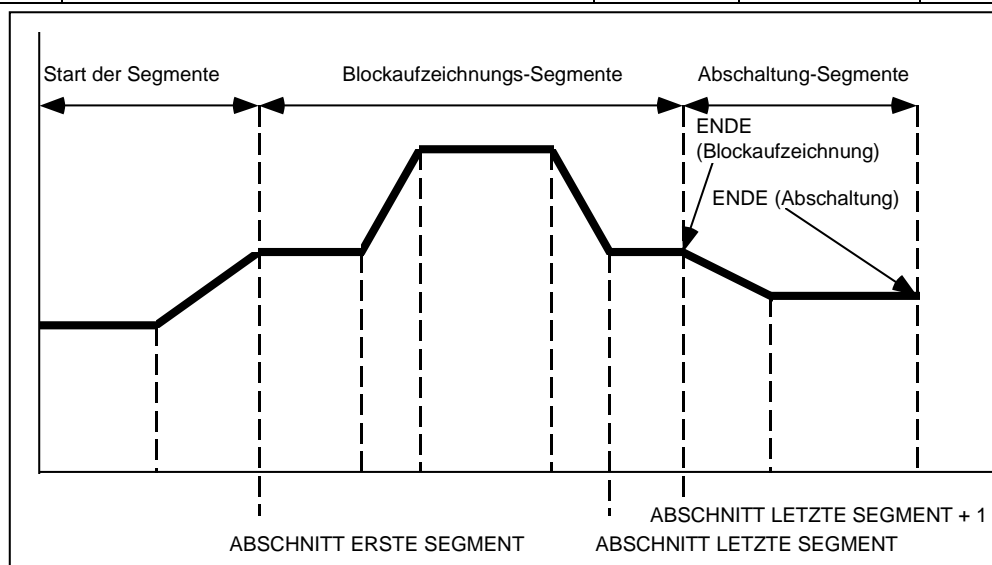 Start der Segmente
Blockaufzeichnungs-Segmente
Abschaltung-Segmente
ENDE
(Blockaufzeichnung)
ENDE (Abschaltung)
ABSCHNITT LETZTE SEGMENT + 1
ABSCHNITT ERSTE SEGMENT
ABSCHNITT LETZTE SEGMENT